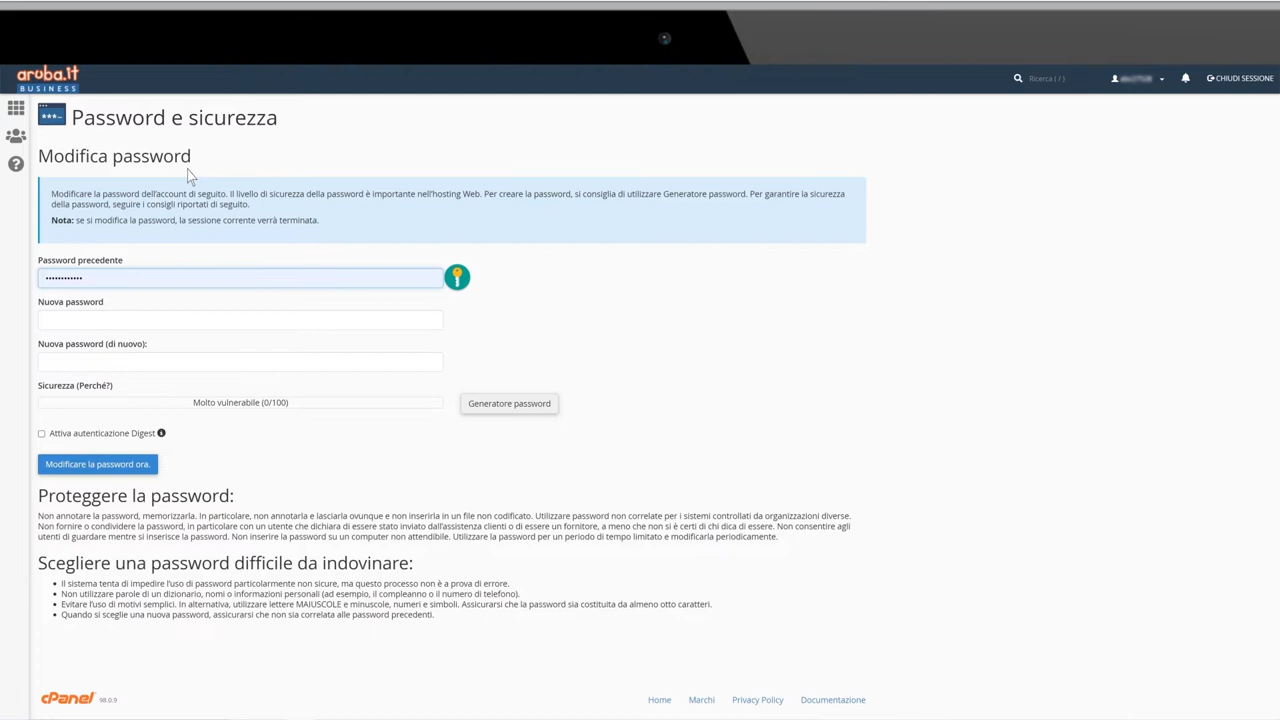 aruba.it
BUSINESS
Ricerca ( / )
CHIUDI SESSIONE
Password e sicurezza
Modifica password
Modificare la password dell'account di seguito. il livello di sicurezza della password è importante nell'hosting Web. Per creare la password, si consiglia di utilizzare Generatore password. Per garantire la sicurezza
della password, seguire i consigli riportati di seguito.
Nota: se si modifica la password, la sessione corrente verrà terminata.
Password precedente
••••••••••••
Nuova password
Nuova password (di nuovo):
Sicurezza (Perché?)
Molto vulnerabile (0/100)
Generatore password
Attiva autenticazione Digest
Modificare la password ora.
Proteggere la password:
Non annotare la password, memorizzarla. In particolare, non annotarla e lasciarla ovunque e non inserirla in un file non codificato. Utilizzare password non correlate per i sistemi controllati da organizzazioni diverse.
Non fornire o condividere la password, in particolare con un utente che dichiara di essere stato inviato dall'assistenza clienti o di essere un fornitore, a meno che non si è certi di chi dica di essere. Non consentire agli
utenti di guardare mentre si inserisce la password. Non inserire la password su un computer non attendibile. Utilizzare la password per un periodo di tempo limitato e modificarla periodicamente.
Scegliere una password difficile da indovinare:
• Il sistema tenta di impedire l'uso di password particolarmente non sicure, ma questo processo non è a prova di errore.
• Non utilizzare parole di un dizionario, nomi o informazioni personali (ad esempio, il compleanno o il numero di telefono).
• Evitare l'uso di motivi semplici. In alternativa, utilizzare lettere MAIUSCOLE e minuscole, numeri e simboli. Assicurarsi che la password sia costituita da almeno otto caratteri.
• Quando si sceglie una nuova password, assicurarsi che non sia correlata alle password precedenti.
cPanel 98.0.9
Home
Marchi
Privacy Policy
Documentazione